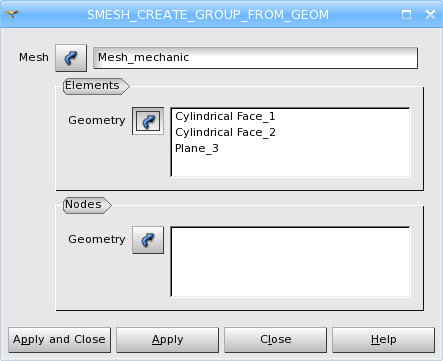 SMESH_CREATE_GROUP_FROM_GEOM
Mesh Mesh_mechanic
Elements
Geometry Cylindrical Face_1
Cylindrical Face_2
Plane_3
Nodes
Geometry
Apply and Close Apply Close Help